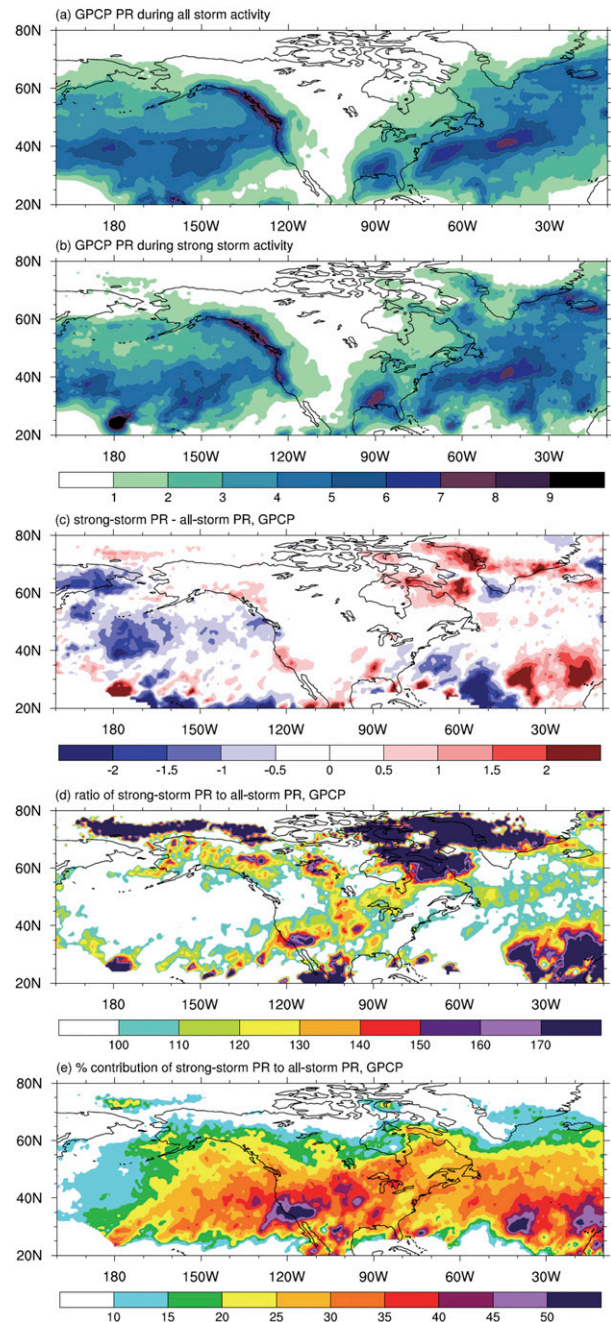 (a) GPCP PR during all storm activity
80N
60N
40N
20N
180 150W 120W 90W 60W 30W
(b) GPCP PR during strong storm activity
80N
60N
40N
20N
180 150W 120W 90W 60W 30W
1 2 3 4 5 6 7 8 9
(c) strong-storm PR - all-storm PR, GPCP
80N
60N
40N
20N
180 150W 120W 90W 60W 30W
-2 -1.5 -1 -0.5 0 0.5 1 1.5 2
(d) ratio of strong-storm PR to all-storm PR, GPCP
80N
60N
40N
20N
180 150W 120W 90W 60W 30W
100 110 120 130 140 150 160 170
(e) % contribution of strong-storm PR to all-storm PR, GPCP
80N
60N
40N
20N
180 150W 120W 90W 60W 30W
10 15 20 25 30 35 40 45 50